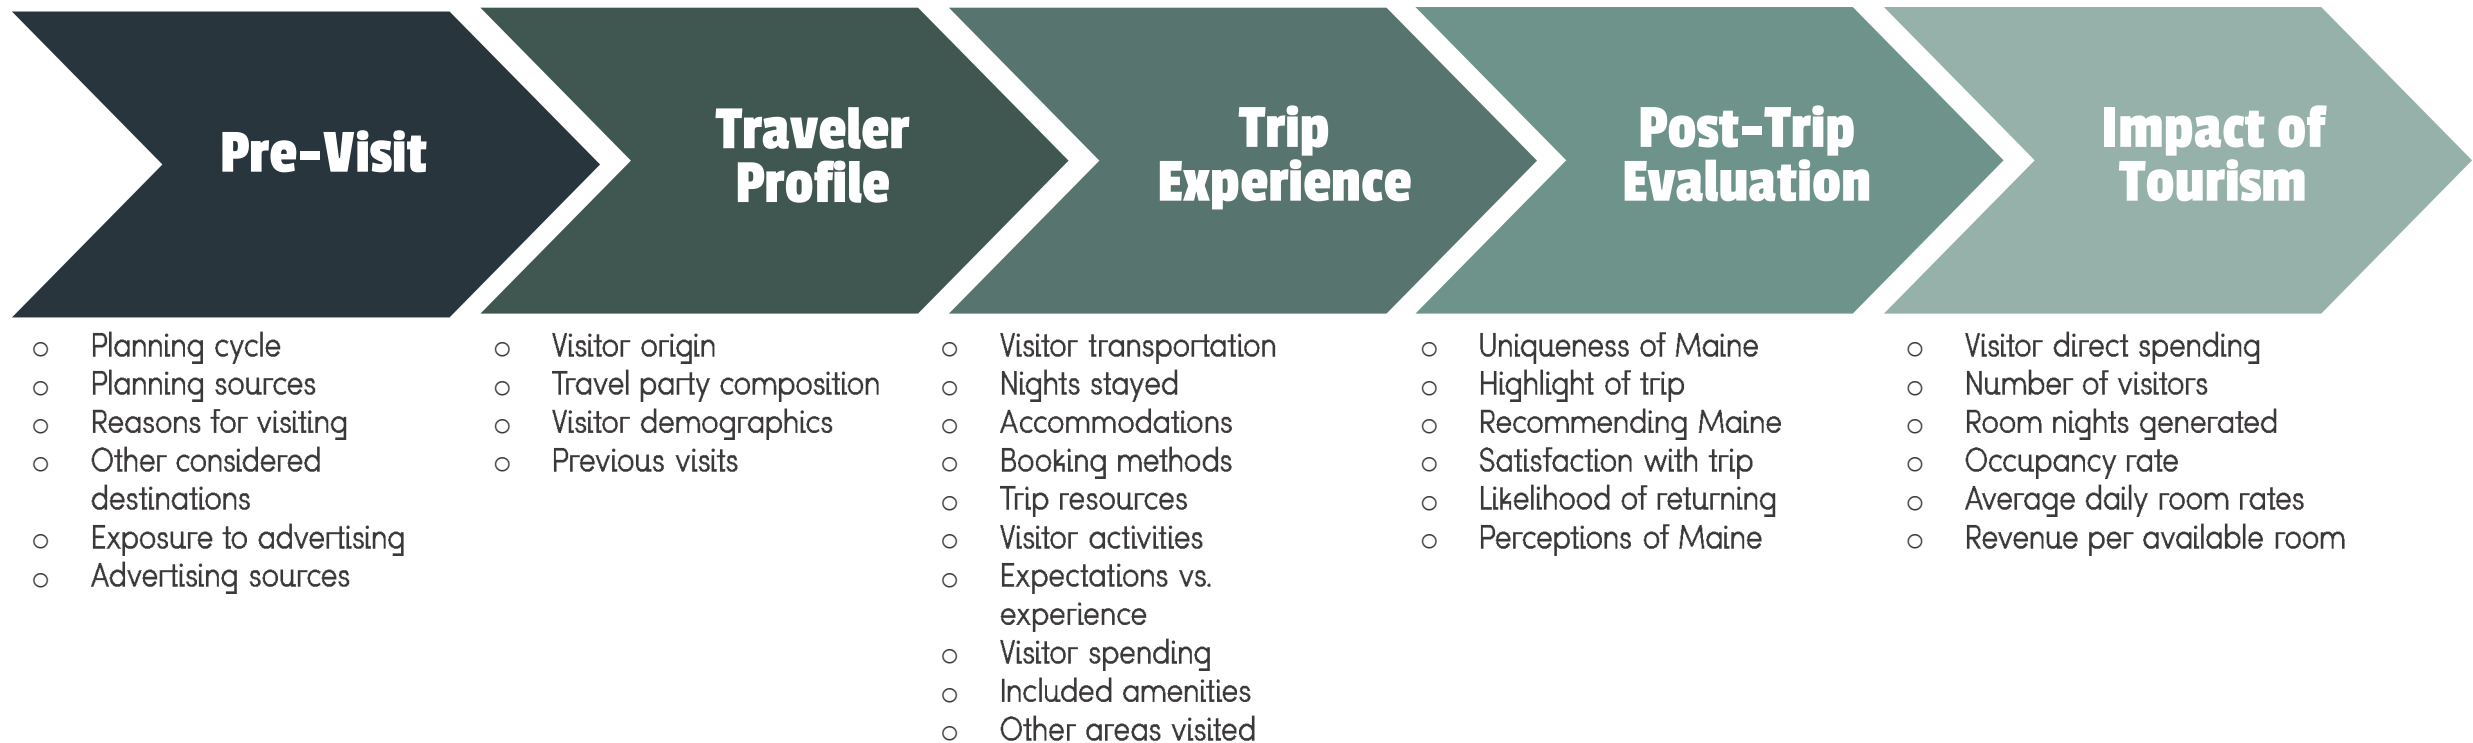 Pre-Visit
○ Planning cycle
○ Planning sources
○ Reasons for visiting
○ Other considered
destinations
○ Exposure to advertising
○ Advertising sources
Traveler
Profile
○ Visitor origin
○ Travel party composition
○ Visitor demographics
○ Previous visits
Trip
Experience
○ Visitor transportation
○ Nights stayed
○ Accommodations
○ Booking methods
○ Trip resources
○ Visitor activities
○ Expectations vs.
experience
○ Visitor spending
○ Included amenities
○ Other areas visited
Post-Trip
Evaluation
○ Uniqueness of Maine
○ Highlight of trip
○ Recommending Maine
○ Satisfaction with trip
○ Likelihood of returning
○ Perceptions of Maine
Impact of
Tourism
○ Visitor direct spending
○ Number of visitors
○ Room nights generated
○ Occupancy rate
○ Average daily room rates
○ Revenue per available room